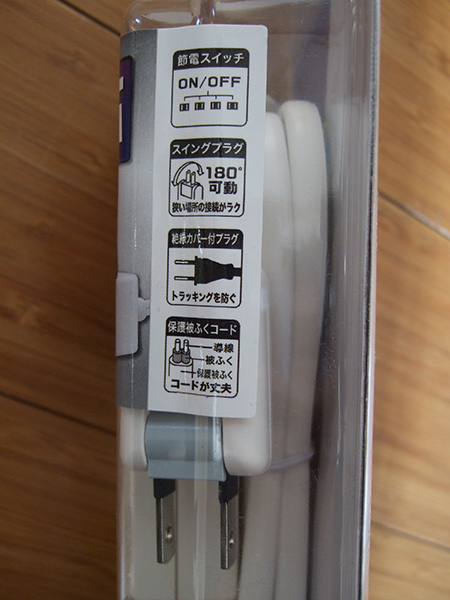 節電スイッチ
ON/OFF
スイングプラグ
180°
可動
狭い場所の接続がラク
絶縁カバー付プラグ
トラッキングを防ぐ
保護被ふくコード
導線
被ふく
保護被ふく
コードが丈夫